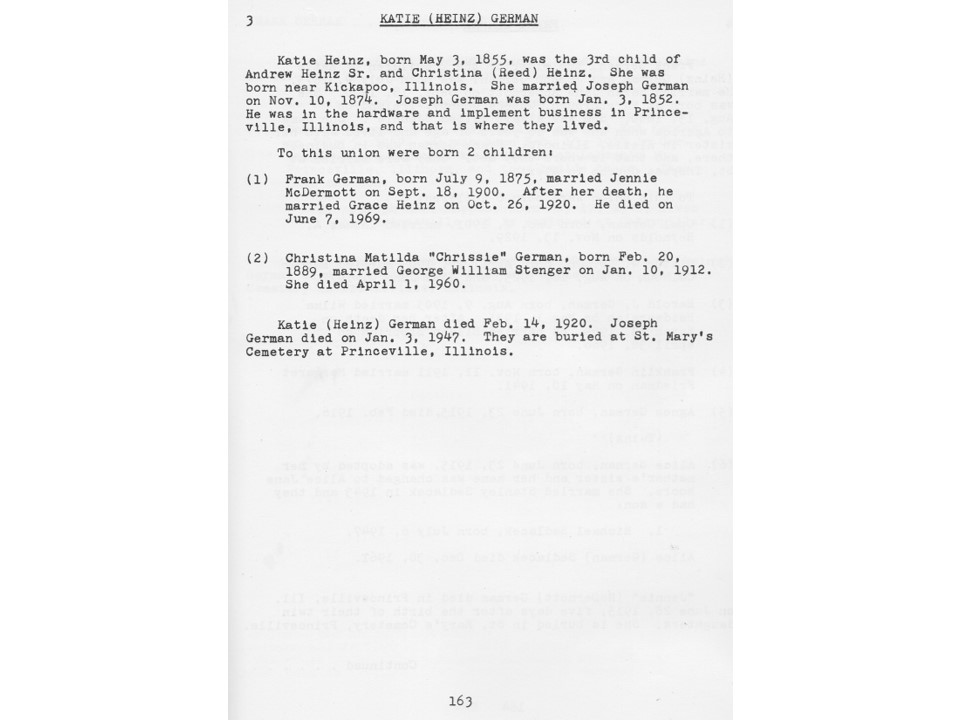 3 KATIE (HEINZ) GERMAN
Katie Heinz, born May 3, 1855, was the 3rd child of
Andrew Heinz Sr. and Christina (Reed) Heinz. She was
born near Kickapoo, Illinois. She married Joseph German
on Nov. 10, 1874. Joseph German was born Jan. 3, 1852.
He was in the hardware and implement business in Prince-
ville, Illinois, and that is where they lived.
To this union were born 2 children:
(1) Frank German, born July 9, 1875, married Jennie
McDermott on Sept. 18, 1900. After her death, he
married Grace Heinz on Oct. 26, 1920. He died on
June 7, 1969.
(2) Christina Matilda "Chrissie" German, born Feb. 20,
1889, married George William Stenger on Jan. 10, 1912.
She died April 1, 1960.
Katie (Heinz) German died Feb. 14, 1920. Joseph
German died on Jan. 3, 1947. They are buried at St. Mary's
Cemetery at Princeville, Illinois.
163